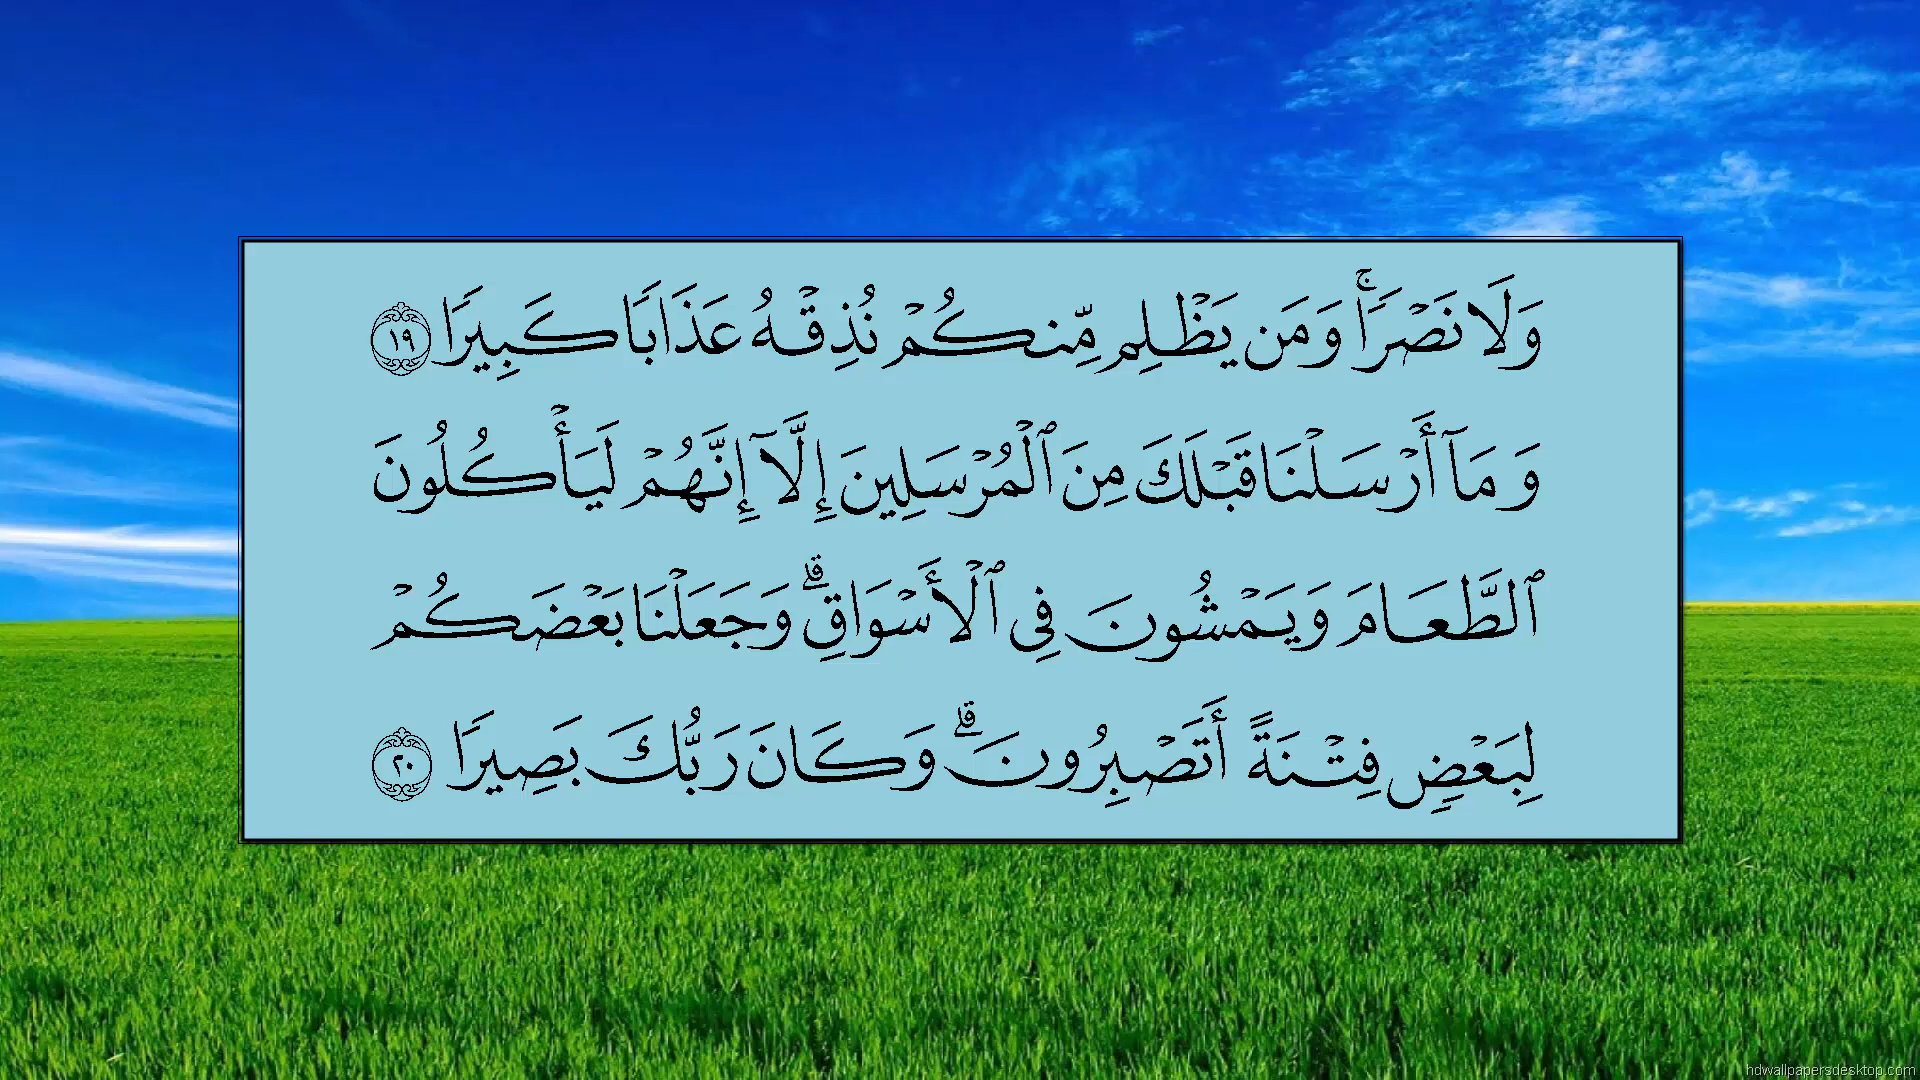 وَلَا نَصْرًاۚ وَمَن يَظْلِم مِّنكُمْ نُذِقْهُ عَذَابًا كَبِيرًا ١٩
وَمَآ أَرْسَلْنَا قَبْلَكَ مِنَ ٱلْمُرْسَلِينَ إِلَّآ إِنَّهُمْ لَيَأْكُلُونَ
ٱلطَّعَامَ وَيَمْشُونَ فِى ٱلْأَسْوَاقِۗ وَجَعَلْنَا بَعْضَكُمْ
لِبَعْضٍ فِتْنَةً أَتَصْبِرُونَۗ وَكَانَ رَبُّكَ بَصِيرًا ٢٠
hdwallpapersdesktop.com